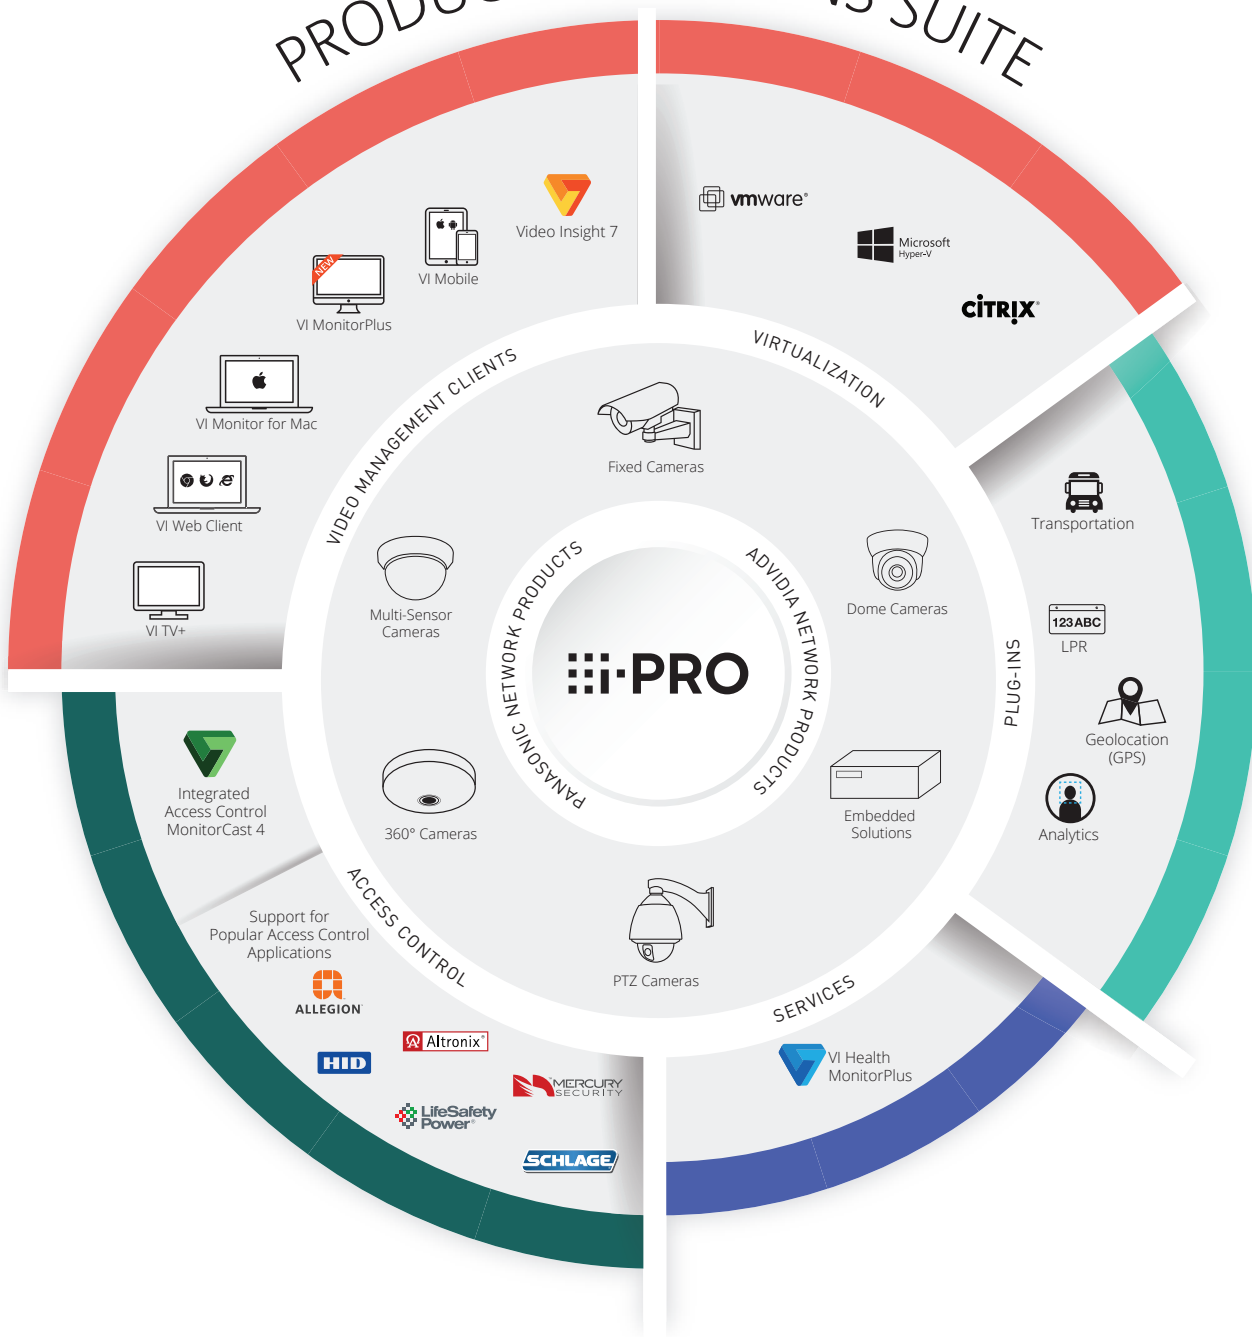 PRODUC
NS SUITE
Video Insight 7
VI Mobile
NEW
VI MonitorPlus
VI Monitor for Mac
VI Web Client
VI TV+
vmware®
Microsoft
Hyper-V
CİTRIX®
VIDEO MANAGEMENT CLIENTS
VIRTUALIZATION
Fixed Cameras
Multi-Sensor
Cameras
Dome Cameras
360° Cameras
Embedded
Solutions
PTZ Cameras
PANASONIC NETWORK PRODUCTS
ADVIDIA NETWORK PRODUCTS
i-PRO
PLUG-INS
Transportation
123ABC
LPR
Geolocation
(GPS)
Analytics
Integrated
Access Control
MonitorCast 4
ACCESS CONTROL
Support for
Popular Access Control
Applications
ALLEGION
Altronix®
HID
MERCURY
SECURITY
LifeSafety
Power®
SCHLAGE
SERVICES
VI Health
MonitorPlus